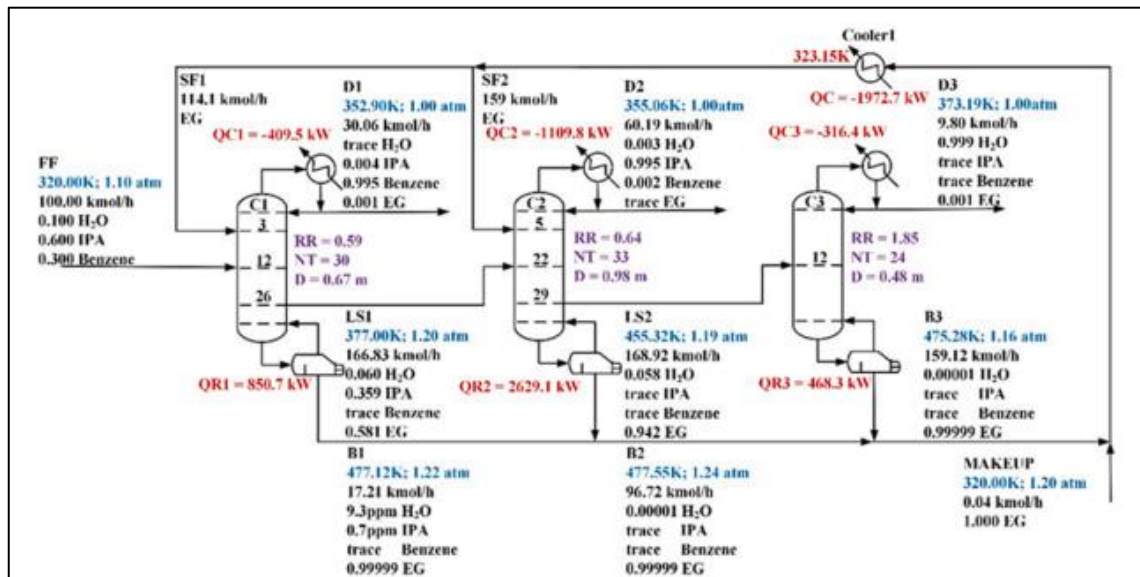 Cooler1
323.15K
QC = -1972.7 kW
SF1
114.1 kmol/h
EG
D1
352.90K; 1.00 atm
30.06 kmol/h
trace H₂O
0.004 IPA
0.995 Benzene
0.001 EG
QC1 = -409.5 kW
SF2
159 kmol/h
EG
D2
355.06K; 1.00atm
60.19 kmol/h
0.003 H₂O
0.995 IPA
0.002 Benzene
trace EG
QC2 = -1109.8 kW
D3
373.19K; 1.00atm
9.80 kmol/h
0.999 H₂O
trace IPA
trace Benzene
0.001 EG
QC3 = -316.4 kW
FF
320.00K; 1.10 atm
100.00 kmol/h
0.100 H₂O
0.600 IPA
0.300 Benzene
C1
3
12
26
RR = 0.59
NT = 30
D = 0.67 m
C2
5
22
29
RR = 0.64
NT = 33
D = 0.98 m
C3
12
RR = 1.85
NT = 24
D = 0.48 m
QR1 = 850.7 kW
LS1
377.00K; 1.20 atm
166.83 kmol/h
0.060 H₂O
0.359 IPA
trace Benzene
0.581 EG
QR2 = 2629.1 kW
LS2
455.32K; 1.19 atm
168.92 kmol/h
0.058 H₂O
trace IPA
trace Benzene
0.942 EG
QR3 = 468.3 kW
B3
475.28K; 1.16 atm
159.12 kmol/h
0.00001 H₂O
trace IPA
trace Benzene
0.99999 EG
B1
477.12K; 1.22 atm
17.21 kmol/h
9.3ppm H₂O
0.7ppm IPA
trace Benzene
0.99999 EG
B2
477.55K; 1.24 atm
96.72 kmol/h
0.00001 H₂O
trace IPA
trace Benzene
0.99999 EG
MAKEUP
320.00K; 1.20 atm
0.04 kmol/h
1.000 EG